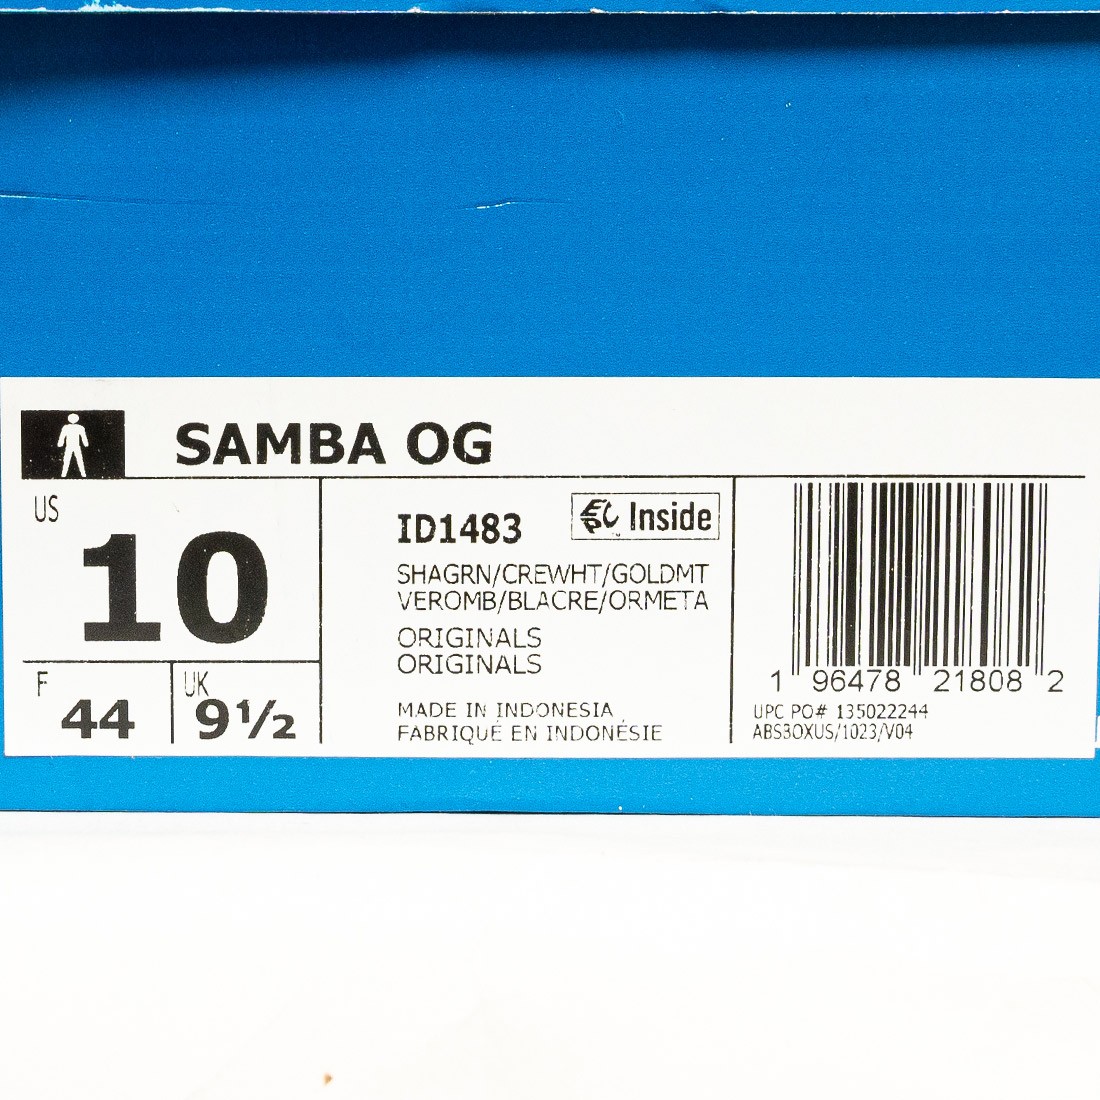 SAMBA OG
US
10
F
44
UK
9½
ID1483
Inside
SHAGRN/CREWHT/GOLDMT
VEROMB/BLACRE/ORMETA
ORIGINALS
ORIGINALS
MADE IN INDONESIA
FABRIQUÉ EN INDONÉSIE
1 96478 21808 2
UPC PO# 135022244
ABS3OXUS/1023/V04